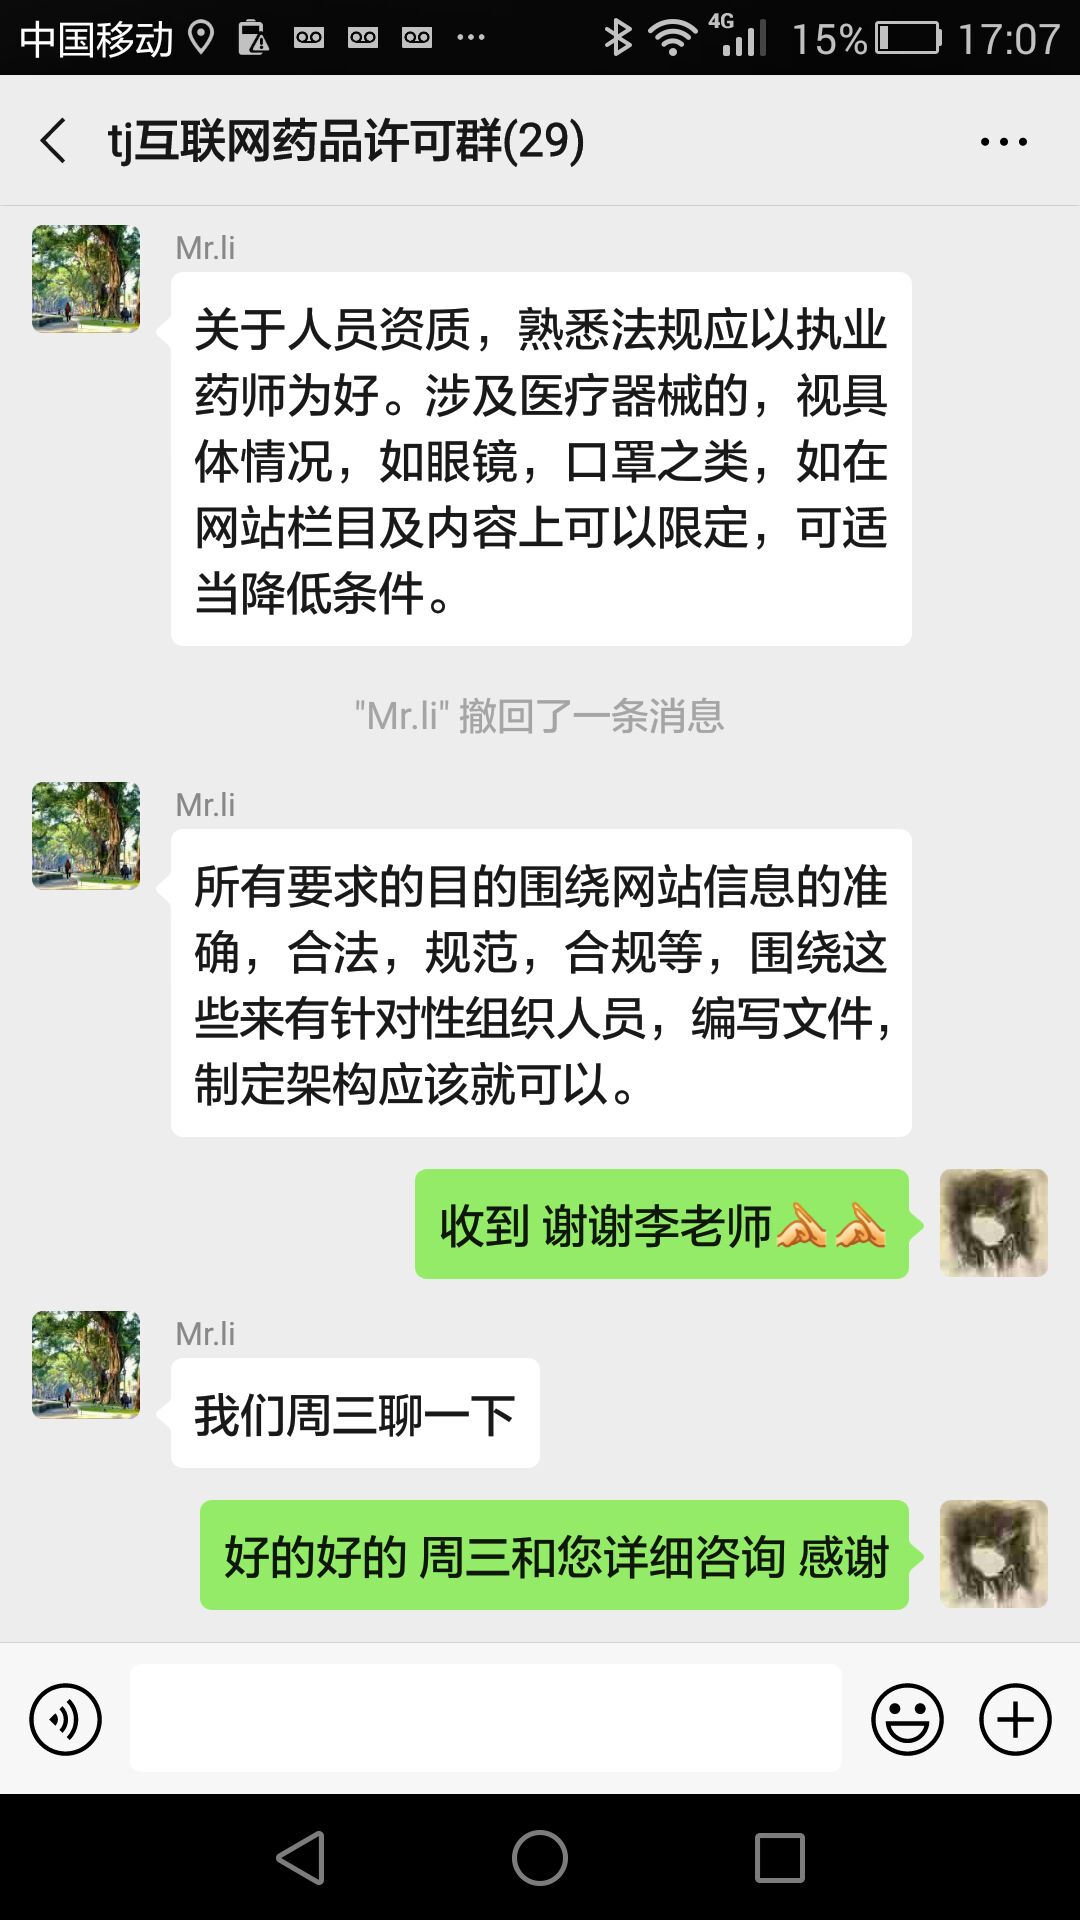 中国移动 4G 15% 17:07
tj互联网药品许可群(29)
Mr.li
关于人员资质，熟悉法规应以执业
药师为好。涉及医疗器械的，视具
体情况，如眼镜，口罩之类，如在
网站栏目及内容上可以限定，可适
当降低条件。
"Mr.li" 撤回了一条消息
Mr.li
所有要求的目的围绕网站信息的准
确，合法，规范，合规等，围绕这
些来有针对性组织人员，编写文件，
制定架构应该就可以。
收到 谢谢李老师
Mr.li
我们周三聊一下
好的好的 周三和您详细咨询 感谢